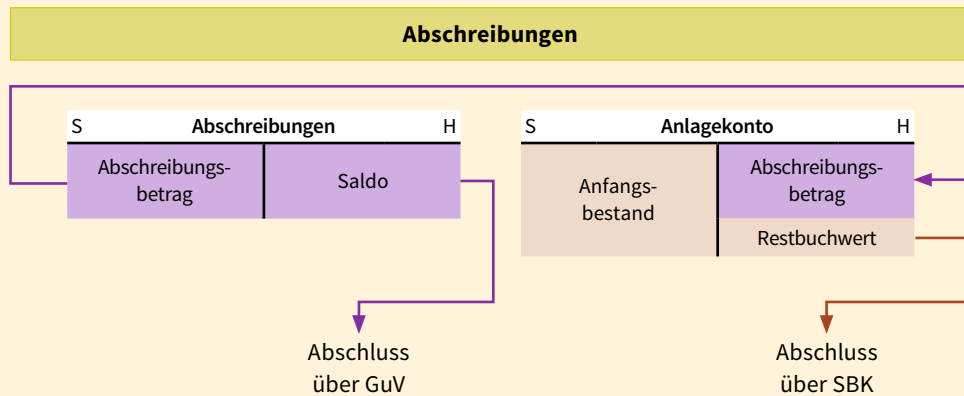 Abschreibungen
S Abschreibungen H
Abschreibungs-
betrag
Saldo
S Anlagekonto H
Anfangs-
bestand
Abschreibungs-
betrag
Restbuchwert
Abschluss
über GuV
Abschluss
über SBK